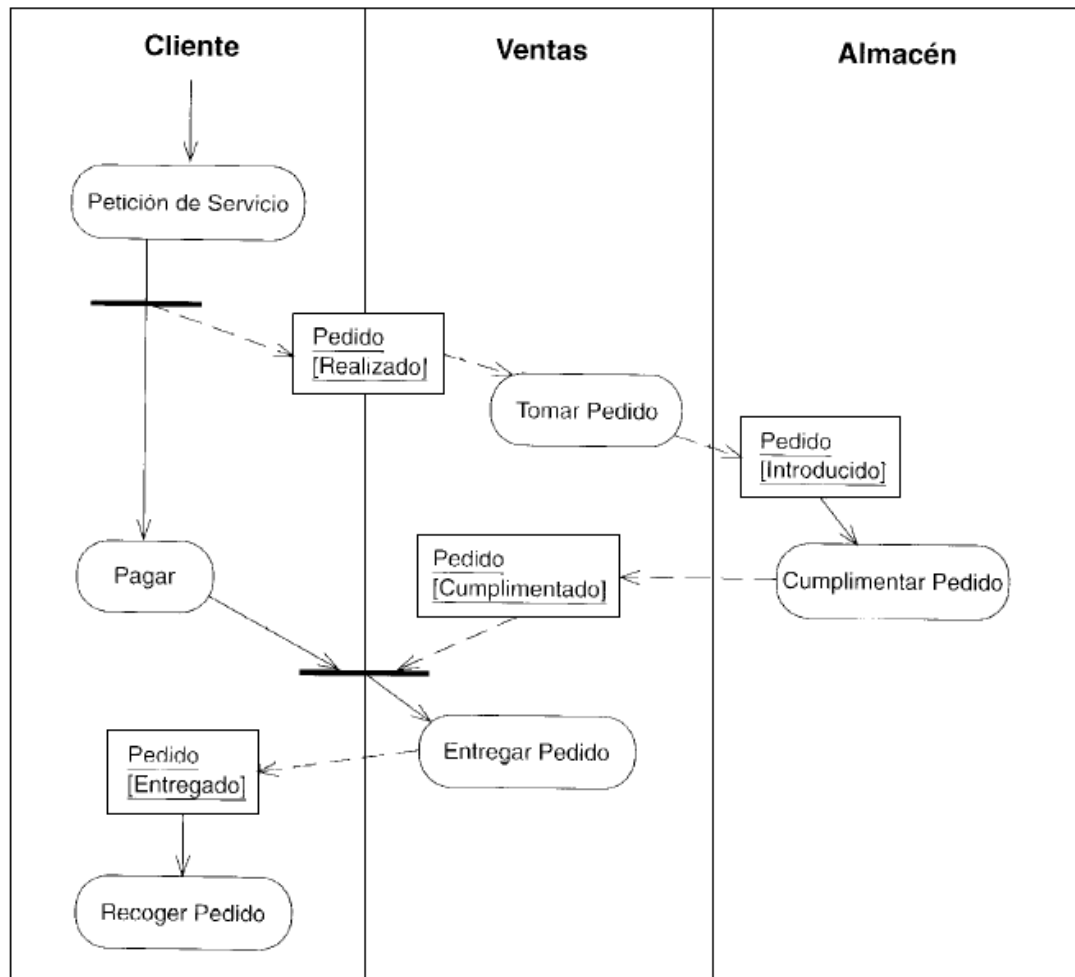 Cliente
Ventas
Almacén
Petición de Servicio
Pedido
[Realizado]
Tomar Pedido
Pedido
[Introducido]
Pagar
Pedido
[Cumplimentado]
Cumplimentar Pedido
Entregar Pedido
Pedido
[Entregado]
Recoger Pedido